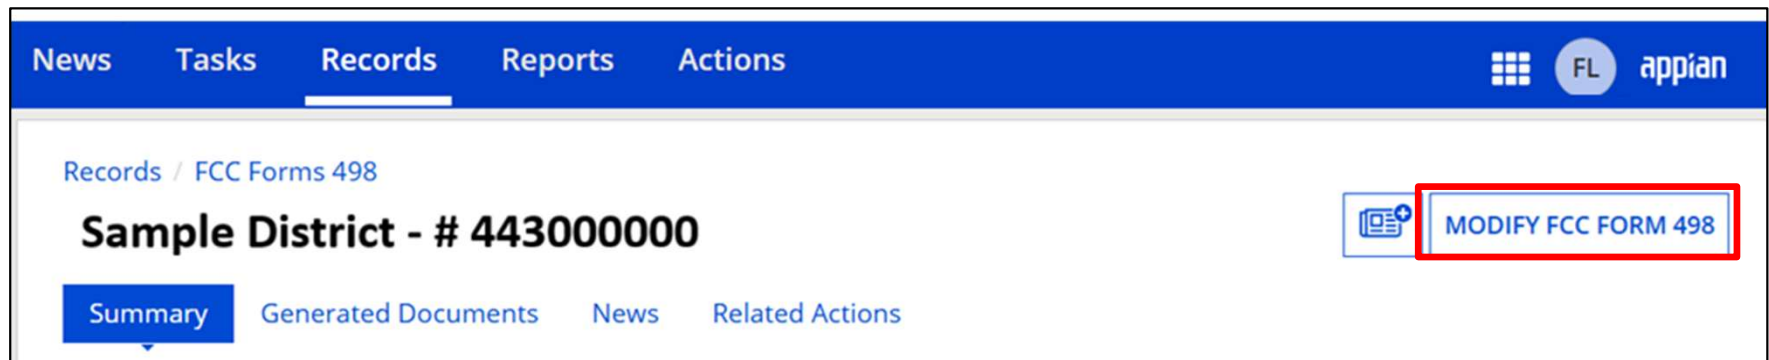 News Tasks Records Reports Actions FL appian
Records / FCC Forms 498
Sample District - # 443000000
MODIFY FCC FORM 498
Summary Generated Documents News Related Actions